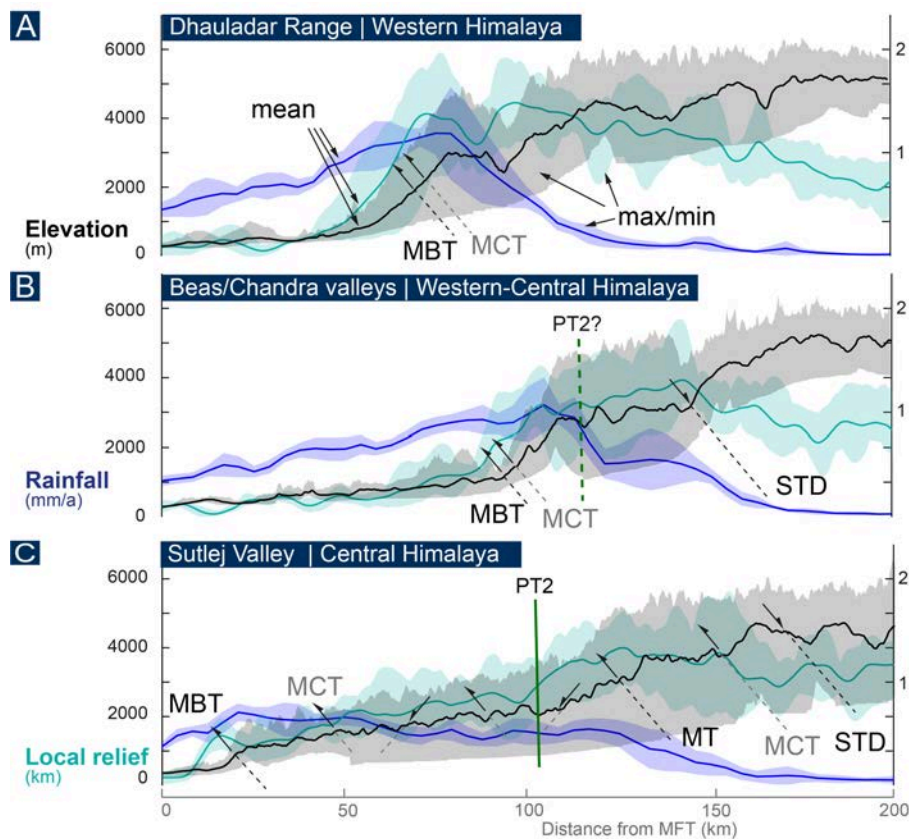 A
Dhauladar Range | Western Himalaya
6000
4000
2000
0
2
1
mean
max/min
MBT
MCT
Elevation
(m)
B
Beas/Chandra valleys | Western-Central Himalaya
PT2?
6000
4000
2000
0
2
1
Rainfall
(mm/a)
MBT
MCT
STD
C
Sutlej Valley | Central Himalaya
PT2
6000
4000
2000
0
2
1
MBT
MCT
MT
MCT
STD
Local relief
(km)
0
50
100
150
200
Distance from MFT (km)